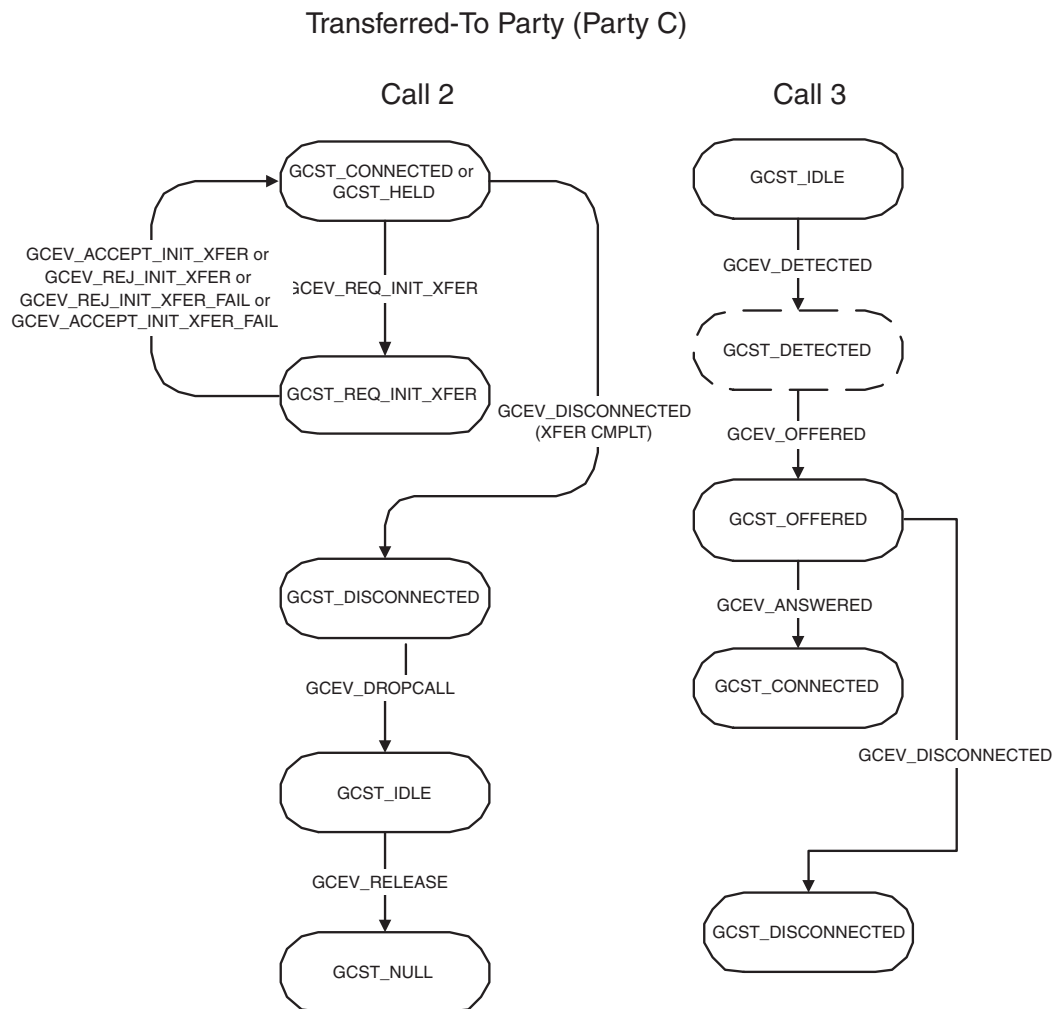 Transferred-To Party (Party C)
Call 2
GCST_CONNECTED or
GCST_HELD
GCEV_ACCEPT_INIT_XFER or
GCEV_REJ_INIT_XFER or
GCEV_REJ_INIT_XFER_FAIL or
GCEV_ACCEPT_INIT_XFER_FAIL
GCEV_REQ_INIT_XFER
GCST_REQ_INIT_XFER
GCEV_DISCONNECTED
(XFER CMPLT)
GCST_DISCONNECTED
GCEV_DROPCALL
GCST_IDLE
GCEV_RELEASE
GCST_NULL
Call 3
GCST_IDLE
GCEV_DETECTED
GCST_DETECTED
GCEV_OFFERED
GCST_OFFERED
GCEV_ANSWERED
GCST_CONNECTED
GCEV_DISCONNECTED
GCST_DISCONNECTED